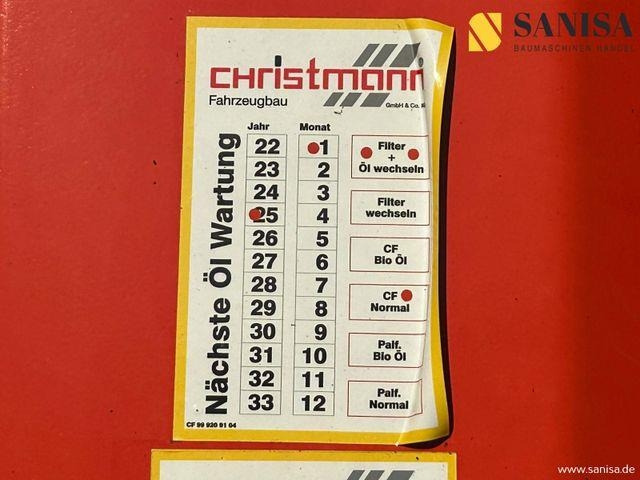 SANISA
BAUMASCHINEN HANDEL
christmann
Fahrzeugbau
GmbH & Co.
Nächste Öl Wartung
Jahr Monat
22 1 Filter + Öl wechseln
23 2
24 3 Filter wechseln
25 4
26 5 CF Bio Öl
27 6
28 7 CF Normal
29 8
30 9 Palf. Bio Öl
31 10
32 11 Palf. Normal
33 12
CF 99 920 91 04
www.sanisa.de